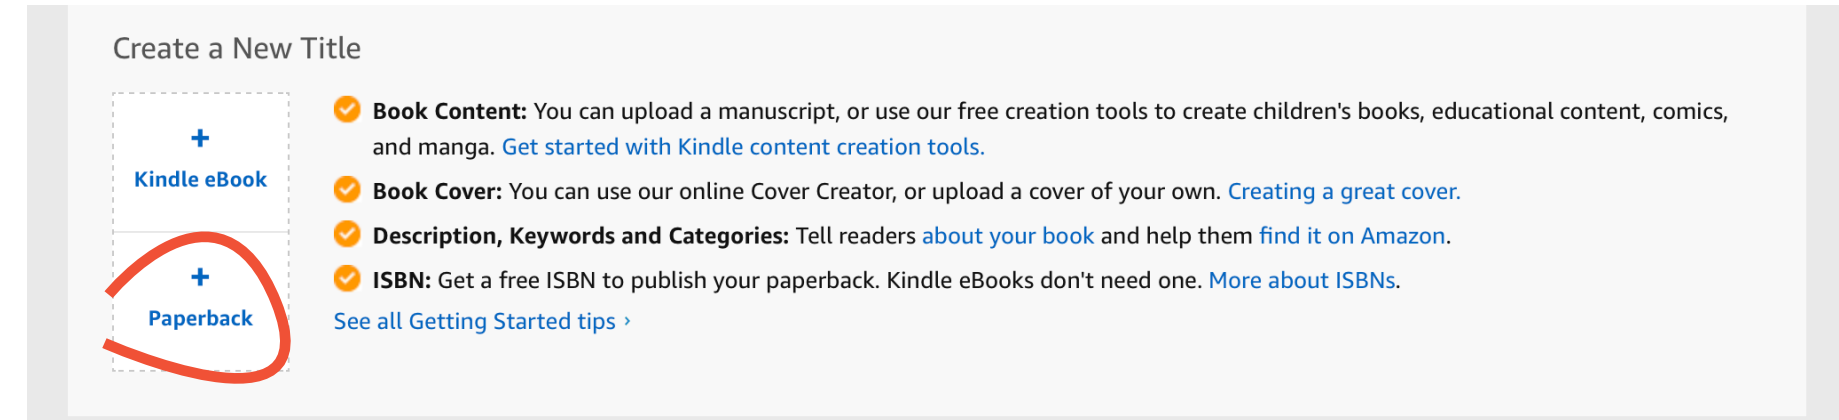 Create a New Title
+
Kindle eBook
+
Paperback
Book Content: You can upload a manuscript, or use our free creation tools to create children's books, educational content, comics,
and manga. Get started with Kindle content creation tools.
Book Cover: You can use our online Cover Creator, or upload a cover of your own. Creating a great cover.
Description, Keywords and Categories: Tell readers about your book and help them find it on Amazon.
ISBN: Get a free ISBN to publish your paperback. Kindle eBooks don't need one. More about ISBNs.
See all Getting Started tips ›